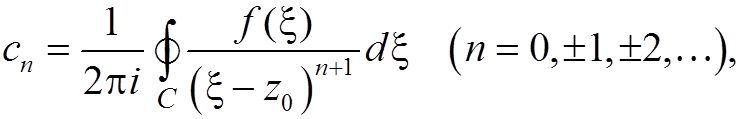 c_n = \frac{1}{2\pi i} \oint_C \frac{f(\xi)}{(\xi - z_0)^{n+1}} d\xi \quad (n = 0, \pm 1, \pm 2, \ldots),